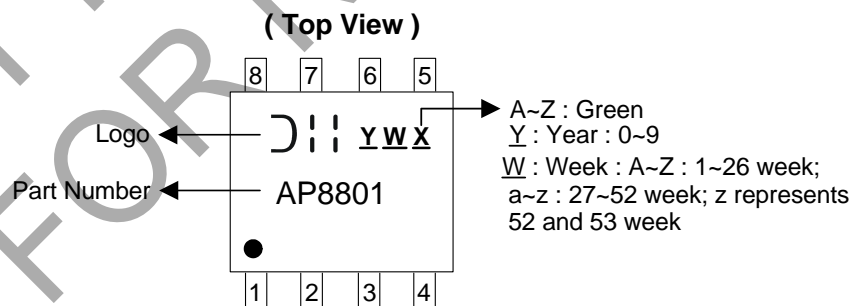 ( Top View )
8 7 6 5
Logo
Y W X
Part Number
AP8801
A~Z : Green
Y : Year : 0~9
W : Week : A~Z : 1~26 week;
a~z : 27~52 week; z represents
52 and 53 week
1 2 3 4
FOR